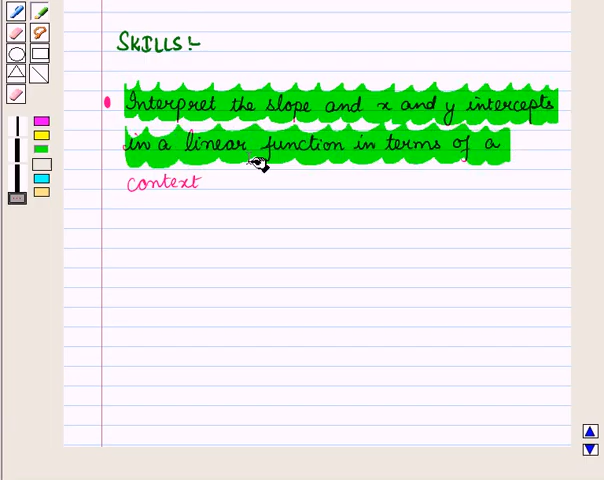 SKILLS:-
Interpret the slope and x and y intercepts
in a linear function in terms of a
context